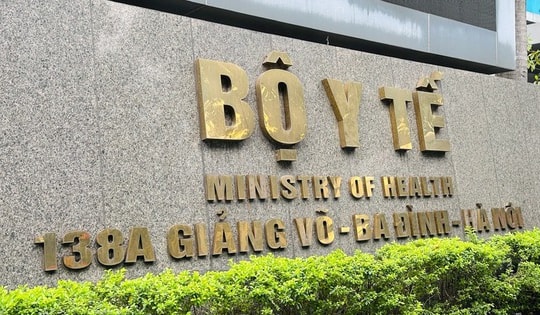 BỘ Y TẾ
MINISTRY OF HEALTH
138A GIẢNG VÕ - BA ĐÌNH - HÀ NỘI